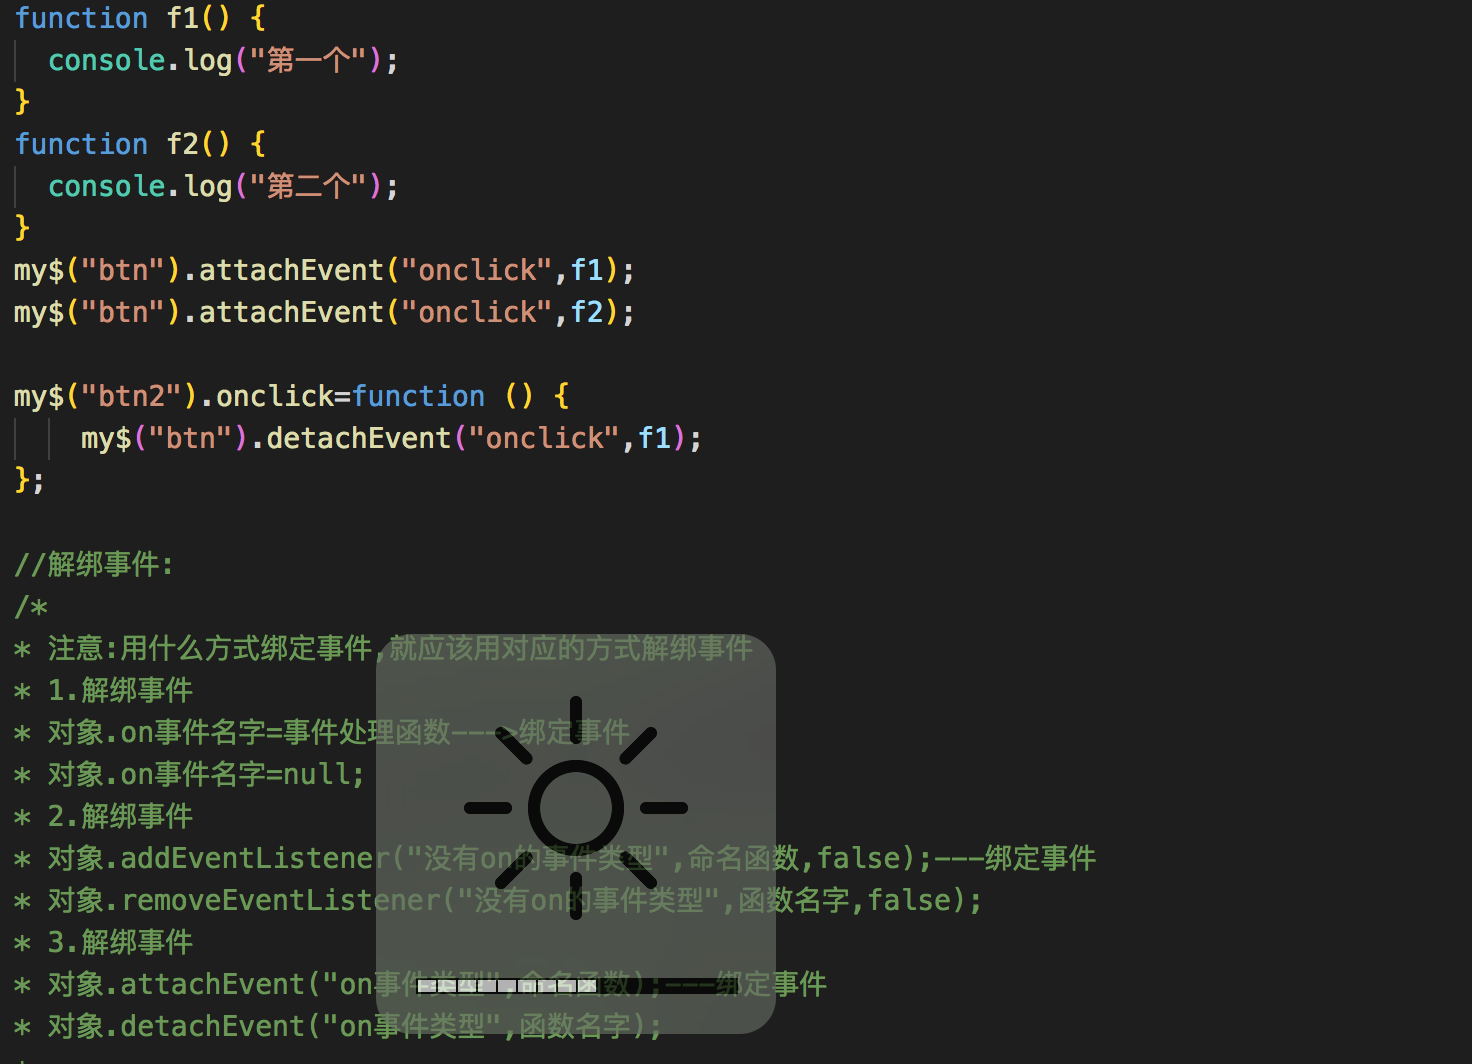 function f1() {
console.log("第一个");
}
function f2() {
console.log("第二个");
}
my$("btn").attachEvent("onclick",f1);
my$("btn").attachEvent("onclick",f2);
my$("btn2").onclick=function () {
my$("btn").detachEvent("onclick",f1);
};
//解绑事件:
/*
* 注意:用什么方式绑定事件,就应该用对应的方式解绑事件
* 1.解绑事件
* 对象.on事件名字=事件处理函数--->绑定事件
* 对象.on事件名字=null;
* 2.解绑事件
* 对象.addEventListener("没有on的事件类型",命名函数,false);---绑定事件
* 对象.removeEventListener("没有on的事件类型",函数名字,false);
* 3.解绑事件
* 对象.attachEvent("on事件类型",命名函数);---绑定事件
* 对象.detachEvent("on事件类型",函数名字);
*